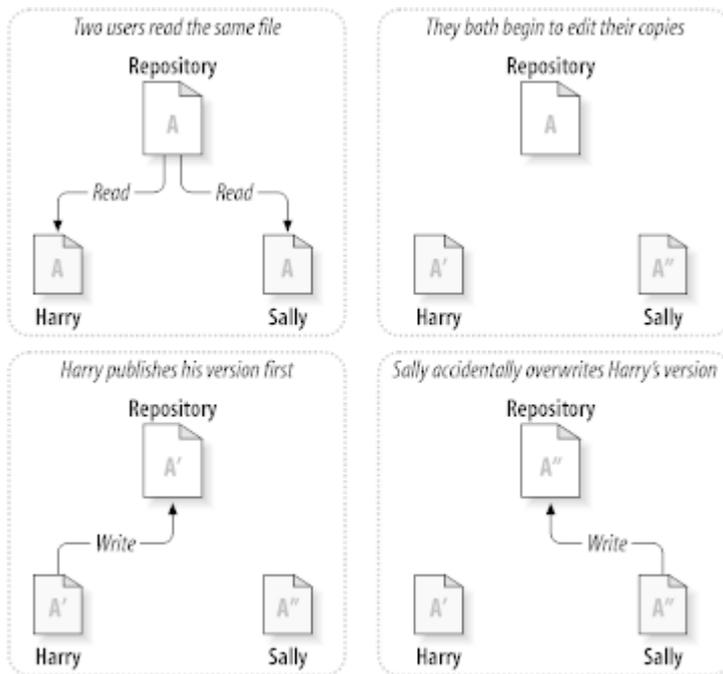 Two users read the same file
Repository
A
Read
Read
A
A
Harry
Sally
They both begin to edit their copies
Repository
A
A′
A″
Harry
Sally
Harry publishes his version first
Repository
A′
Write
A′
A″
Harry
Sally
Sally accidentally overwrites Harry’s version
Repository
A″
Write
A′
A″
Harry
Sally